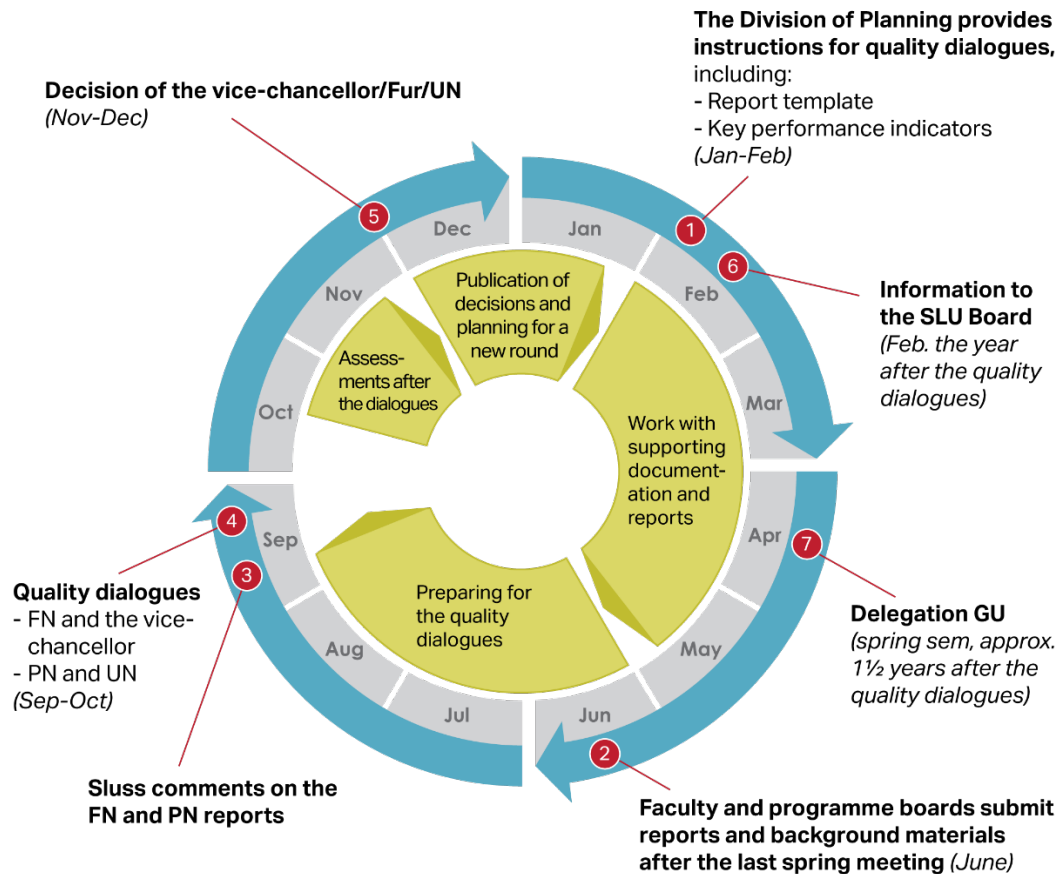 The Division of Planning provides
instructions for quality dialogues,
including:
- Report template
- Key performance indicators
(Jan-Feb)
Decision of the vice-chancellor/Fur/UN
(Nov-Dec)
5
1
6
Dec
Jan
Nov
Feb
Oct
Mar
Publication of
decisions and
planning for a
new round
Assess-
ments after
the dialogues
Information to
the SLU Board
(Feb. the year
after the quality
dialogues)
Work with
supporting
document-
ation and
reports
4
3
Sep
Apr
7
Aug
May
Jul
Jun
2
Preparing for
the quality
dialogues
Quality dialogues
- FN and the vice-
chancellor
- PN and UN
(Sep-Oct)
Delegation GU
(spring sem, approx.
1½ years after the
quality dialogues)
Sluss comments on the
FN and PN reports
Faculty and programme boards submit
reports and background materials
after the last spring meeting (June)